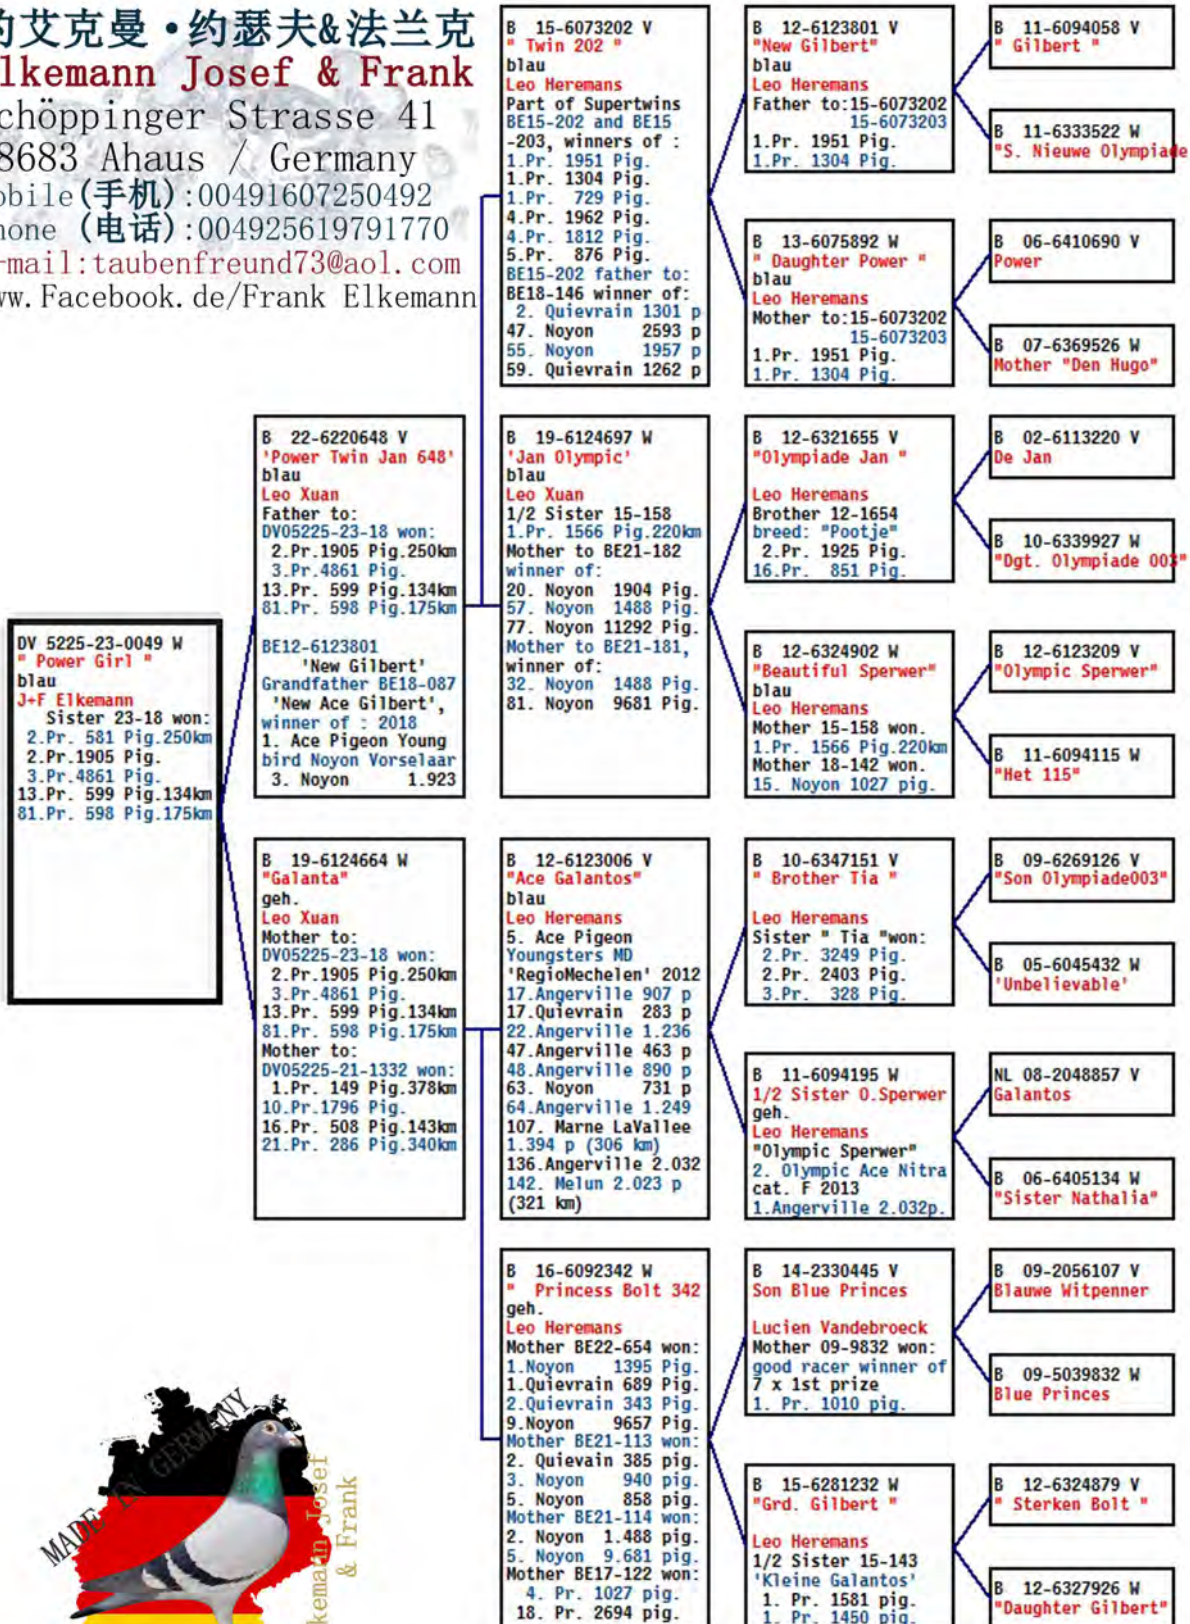 的艾克曼·约瑟夫&法兰克
lkemann Josef & Frank
chöppinger Strasse 41
8683 Ahaus / Germany
obile(手机):00491607250492
hone (电话):004925619791770
-mail:taubenfreund73@aol.com
ww.Facebook.de/Frank Elkemann
DV 5225-23-0049 W
" Power Girl "
blau
J+F Elkemann
Sister 23-18 won:
2.Pr. 581 Pig.250km
2.Pr.1905 Pig.
3.Pr.4861 Pig.
13.Pr. 599 Pig.134km
81.Pr. 598 Pig.175km
B 22-6220648 V
'Power Twin Jan 648'
blau
Leo Xuan
Father to:
DV05225-23-18 won:
2.Pr.1905 Pig.250km
3.Pr.4861 Pig.
13.Pr. 599 Pig.134km
81.Pr. 598 Pig.175km
BE12-6123801
'New Gilbert'
Grandfather BE18-087
'New Ace Gilbert',
winner of : 2018
1. Ace Pigeon Young
bird Noyon Vorselaar
3. Noyon 1.923
B 19-6124664 W
"Galanta"
geh.
Leo Xuan
Mother to:
DV05225-23-18 won:
2.Pr.1905 Pig.250km
3.Pr.4861 Pig.
13.Pr. 599 Pig.134km
81.Pr. 598 Pig.175km
Mother to:
DV05225-21-1332 won:
1.Pr. 149 Pig.378km
10.Pr.1796 Pig.
16.Pr. 508 Pig.143km
21.Pr. 286 Pig.340km
B 15-6073202 V
" Twin 202 "
blau
Leo Heremans
Part of Supertwins
BE15-202 and BE15
-203, winners of :
1.Pr. 1951 Pig.
1.Pr. 1304 Pig.
1.Pr. 729 Pig.
4.Pr. 1962 Pig.
4.Pr. 1812 Pig.
5.Pr. 876 Pig.
BE15-202 father to:
BE18-146 winner of:
2. Quievrain 1301 p
47. Noyon 2593 p
55. Noyon 1957 p
59. Quievrain 1262 p
B 19-6124697 W
'Jan Olympic'
blau
Leo Xuan
1/2 Sister 15-158
1.Pr. 1566 Pig.220km
Mother to BE21-182
winner of:
20. Noyon 1904 Pig.
57. Noyon 1488 Pig.
77. Noyon 11292 Pig.
Mother to BE21-181,
winner of:
32. Noyon 1488 Pig.
81. Noyon 9681 Pig.
B 12-6123006 V
"Ace Galantos"
blau
Leo Heremans
5. Ace Pigeon
Youngsters MD
'RegioMechelen' 2012
17.Angerville 907 p
17.Quievrain 283 p
22.Angerville 1.236
47.Angerville 463 p
48.Angerville 890 p
63. Noyon 731 p
64.Angerville 1.249
107. Marne LaVallee
1.394 p (306 km)
136.Angerville 2.032
142. Melun 2.023 p
(321 km)
B 16-6092342 W
" Princess Bolt 342
geh.
Leo Heremans
Mother BE22-654 won:
1.Noyon 1395 Pig.
1.Quievrain 689 Pig.
2.Quievrain 343 Pig.
9.Noyon 9657 Pig.
Mother BE21-113 won:
2. Quievain 385 pig.
3. Noyon 940 pig.
5. Noyon 858 pig.
Mother BE21-114 won:
2. Noyon 1.488 pig.
5. Noyon 9.681 pig.
Mother BE17-122 won:
4. Pr. 1027 pig.
18. Pr. 2694 pig.
B 12-6123801 V
"New Gilbert"
blau
Leo Heremans
Father to:15-6073202
15-6073203
1.Pr. 1951 Pig.
1.Pr. 1304 Pig.
B 13-6075892 W
" Daughter Power "
blau
Leo Heremans
Mother to:15-6073202
15-6073203
1.Pr. 1951 Pig.
1.Pr. 1304 Pig.
B 12-6321655 V
"Olympiade Jan "
Leo Heremans
Brother 12-1654
breed: "Pootje"
2.Pr. 1925 Pig.
16.Pr. 851 Pig.
B 12-6324902 W
"Beautiful Sperwer"
blau
Leo Heremans
Mother 15-158 won.
1.Pr. 1566 Pig.220km
Mother 18-142 won.
15. Noyon 1027 pig.
B 10-6347151 V
" Brother Tia "
Leo Heremans
Sister " Tia "won:
2.Pr. 3249 Pig.
2.Pr. 2403 Pig.
3.Pr. 328 Pig.
B 11-6094195 W
1/2 Sister O.Sperwer
geh.
Leo Heremans
"Olympic Sperwer"
2. Olympic Ace Nitra
cat. F 2013
1.Angerville 2.032p.
B 14-2330445 V
Son Blue Princes
Lucien Vandebroeck
Mother 09-9832 won:
good racer winner of
7 x 1st prize
1. Pr. 1010 pig.
B 15-6281232 W
"Grd. Gilbert "
Leo Heremans
1/2 Sister 15-143
'Kleine Galantos'
1. Pr. 1581 pig.
1. Pr. 1450 pig.
B 11-6094058 V
" Gilbert "
B 11-6333522 W
"S. Nieuwe Olympiade
B 06-6410690 V
Power
B 07-6369526 W
Mother "Den Hugo"
B 02-6113220 V
De Jan
B 10-6339927 W
"Dgt. Olympiade 003"
B 12-6123209 V
"Olympic Sperwer"
B 11-6094115 W
"Het 115"
B 09-6269126 V
"Son Olympiade003"
B 05-6045432 W
'Unbelievable'
NL 08-2048857 V
Galantos
B 06-6405134 W
"Sister Nathalia"
B 09-2056107 V
Blauwe Witpenner
B 09-5039832 W
Blue Princes
B 12-6324879 V
" Sterken Bolt "
B 12-6327926 W
"Daughter Gilbert"
MADE IN GERMANY
kemann Josef
& Frank